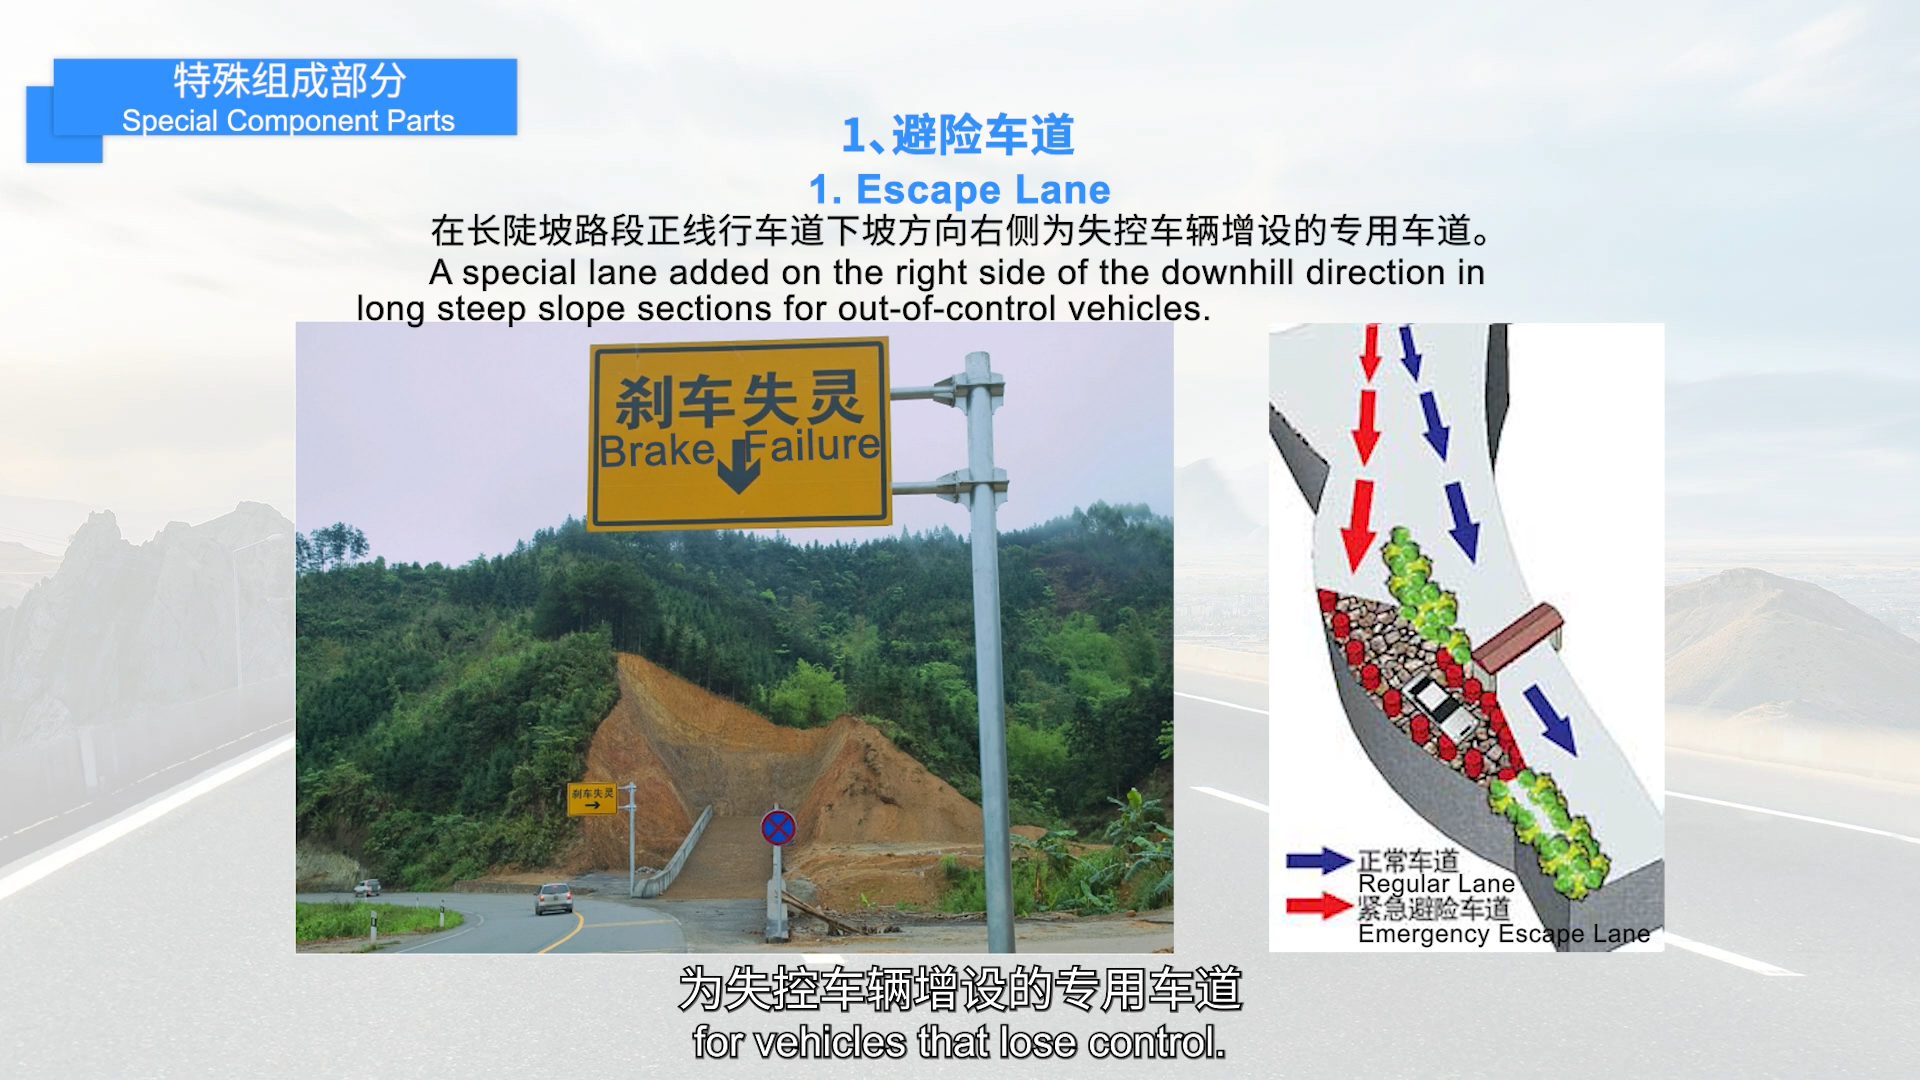 特殊组成部分
Special Component Parts
1、避险车道
1. Escape Lane
在长陡坡路段正线行车道下坡方向右侧为失控车辆增设的专用车道。
A special lane added on the right side of the downhill direction in
long steep slope sections for out-of-control vehicles.
刹车失灵
Brake Failure
刹车失灵
正常车道
Regular Lane
紧急避险车道
Emergency Escape Lane
为失控车辆增设的专用车道
for vehicles that lose control.